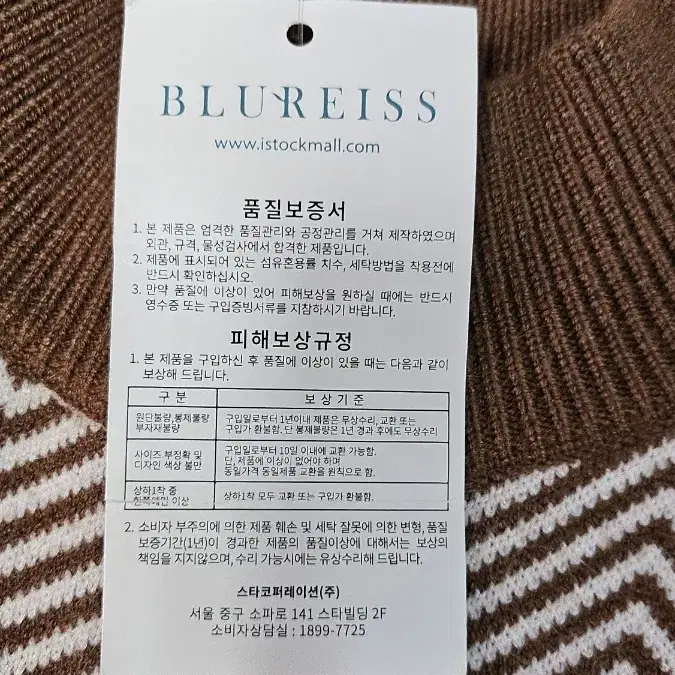 BLUREISS
www.istockmall.com
품질보증서
1. 본 제품은 엄격한 품질관리와 공정관리를 거쳐 제작하였으며
외관, 규격, 물성검사에서 합격한 제품입니다.
2. 제품에 표시되어 있는 섬유혼용률 치수, 세탁방법을 착용전에
반드시 확인하십시오.
3. 만약 품질에 이상이 있어 피해보상을 원하실 때에는 반드시
영수증 또는 구입증빙서류를 지참하시기 바랍니다.
피해보상규정
1. 본 제품을 구입하신 후 품질에 이상이 있을 때는 다음과 같이
보상해 드립니다.
구 분 보 상 기 준
원단불량,봉제불량 구입일로부터 1년이내 제품은 무상수리, 교환 또는
부자재불량 구입가 환불함. 단 봉제불량은 1년 경과 후에도 무상수리
사이즈 부정확 및 구입일로부터 10일 이내에 교환 가능함.
디자인 색상 불만 단, 제품에 이상이 없어야 하며
동일가격 동일제품 교환을 원칙으로 함.
상하1착 중 상하1착 모두 교환 또는 구입가 환불함.
한쪽에만 이상
2. 소비자 부주의에 의한 제품 훼손 및 세탁 잘못에 의한 변형, 품질
보증기간(1년)이 경과한 제품의 품질이상에 대해서는 보상의
책임을 지지않으며, 수리 가능시에는 유상수리해 드립니다.
스타코퍼레이션(주)
서울 중구 소파로 141 스타빌딩 2F
소비자상담실 : 1899-7725